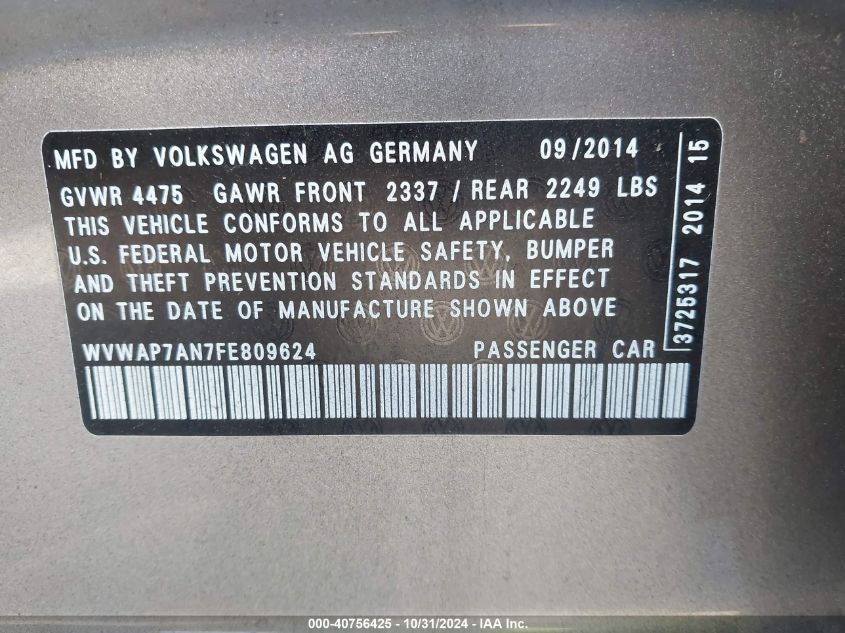 MFD BY VOLKSWAGEN AG GERMANY 09/2014
GVWR 4475 GAWR FRONT 2337 / REAR 2249 LBS
THIS VEHICLE CONFORMS TO ALL APPLICABLE
U.S. FEDERAL MOTOR VEHICLE SAFETY, BUMPER
AND THEFT PREVENTION STANDARDS IN EFFECT
ON THE DATE OF MANUFACTURE SHOWN ABOVE
WVWAP7AN7FE809624 PASSENGER CAR
3725317 2014 15
000-40756425 - 10/31/2024 - IAA Inc.